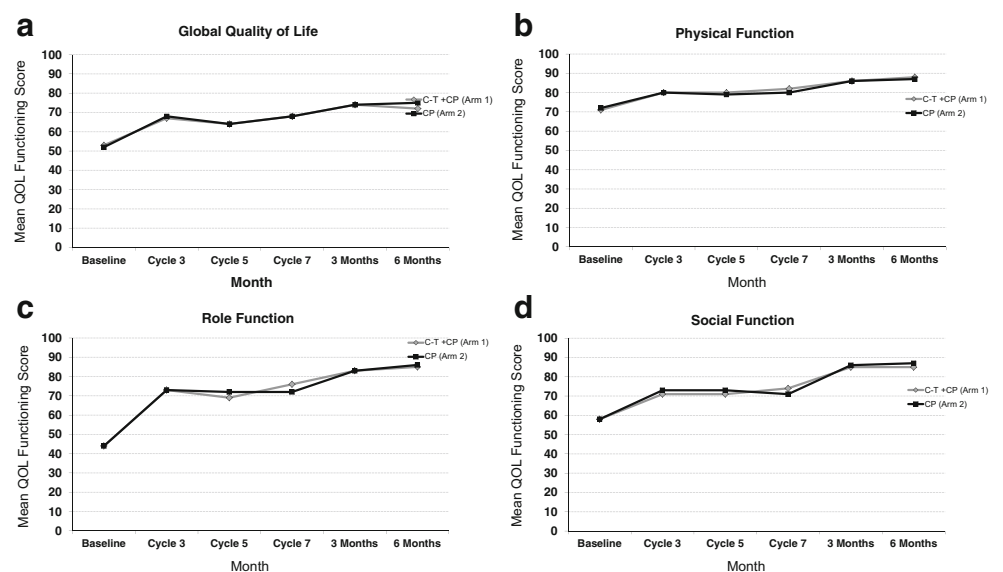 a
Global Quality of Life
Mean QOL Functioning Score
100
90
80
70
60
50
40
30
20
10
0
C-T +CP (Arm 1)
CP (Arm 2)
Baseline Cycle 3 Cycle 5 Cycle 7 3 Months 6 Months
Month
b
Physical Function
Mean QOL Functioning Score
100
90
80
70
60
50
40
30
20
10
0
C-T +CP (Arm 1)
CP (Arm 2)
Baseline Cycle 3 Cycle 5 Cycle 7 3 Months 6 Months
Month
c
Role Function
Mean QOL Functioning Score
100
90
80
70
60
50
40
30
20
10
0
C-T +CP (Arm 1)
CP (Arm 2)
Baseline Cycle 3 Cycle 5 Cycle 7 3 Months 6 Months
Month
d
Social Function
Mean QOL Functioning Score
100
90
80
70
60
50
40
30
20
10
0
C-T +CP (Arm 1)
CP (Arm 2)
Baseline Cycle 3 Cycle 5 Cycle 7 3 Months 6 Months
Month